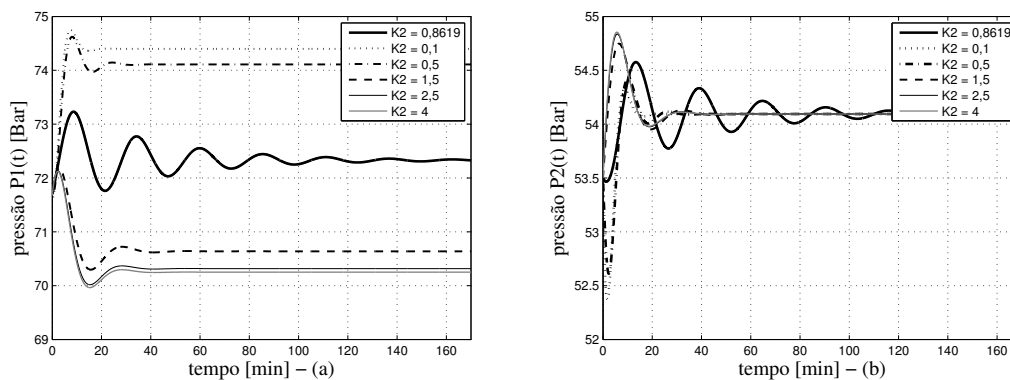 75
74
73
72
71
70
69
pressão P1(t) [Bar]
0 20 40 60 80 100 120 140 160
tempo [min] – (a)
K2 = 0,8619
K2 = 0,1
K2 = 0,5
K2 = 1,5
K2 = 2,5
K2 = 4
55
54.5
54
53.5
53
52.5
52
pressão P2(t) [Bar]
0 20 40 60 80 100 120 140 160
tempo [min] – (b)
K2 = 0,8619
K2 = 0,1
K2 = 0,5
K2 = 1,5
K2 = 2,5
K2 = 4